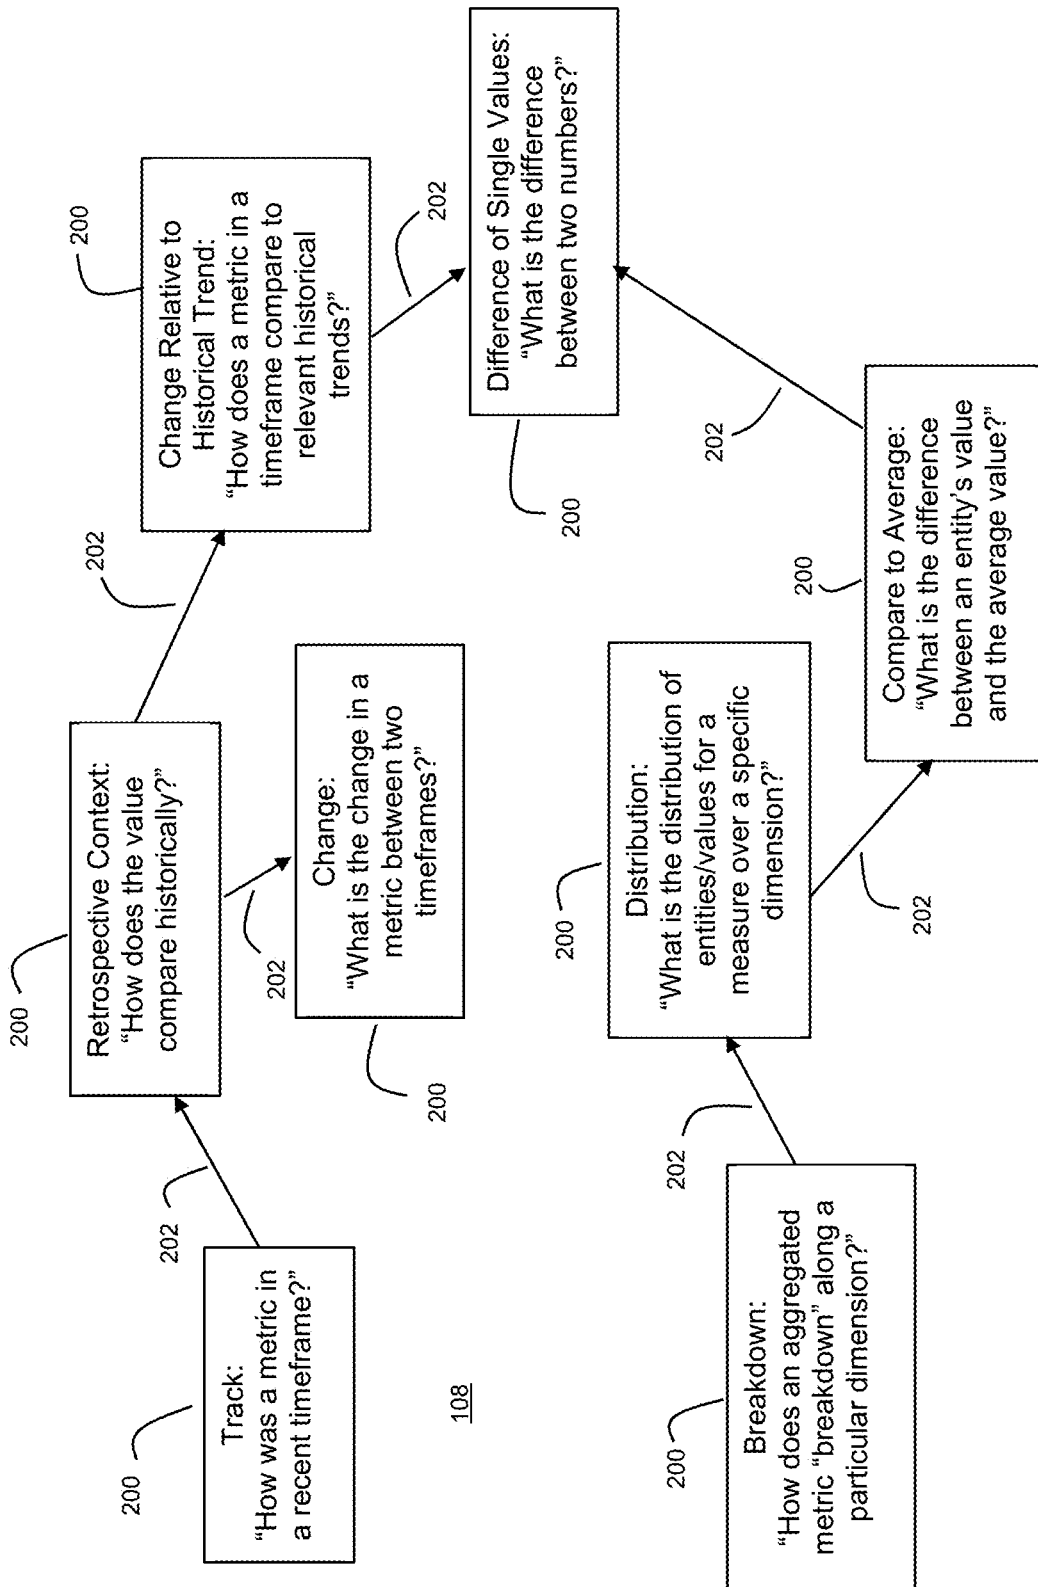 200
Track:
“How was a metric in
a recent timeframe?”
202
200
Retrospective Context:
“How does the value
compare historically?”
202
200
Change Relative to
Historical Trend:
“How does a metric in a
timeframe compare to
relevant historical
trends?”
202
202
Change:
“What is the change in a
metric between two
timeframes?”
200
Difference of Single Values:
“What is the difference
between two numbers?”
200
108
200
Breakdown:
“How does an aggregated
metric “breakdown” along a
particular dimension?”
202
200
Distribution:
“What is the distribution of
entities/values for a
measure over a specific
dimension?”
202
200
Compare to Average:
“What is the difference
between an entity’s value
and the average value?”
202